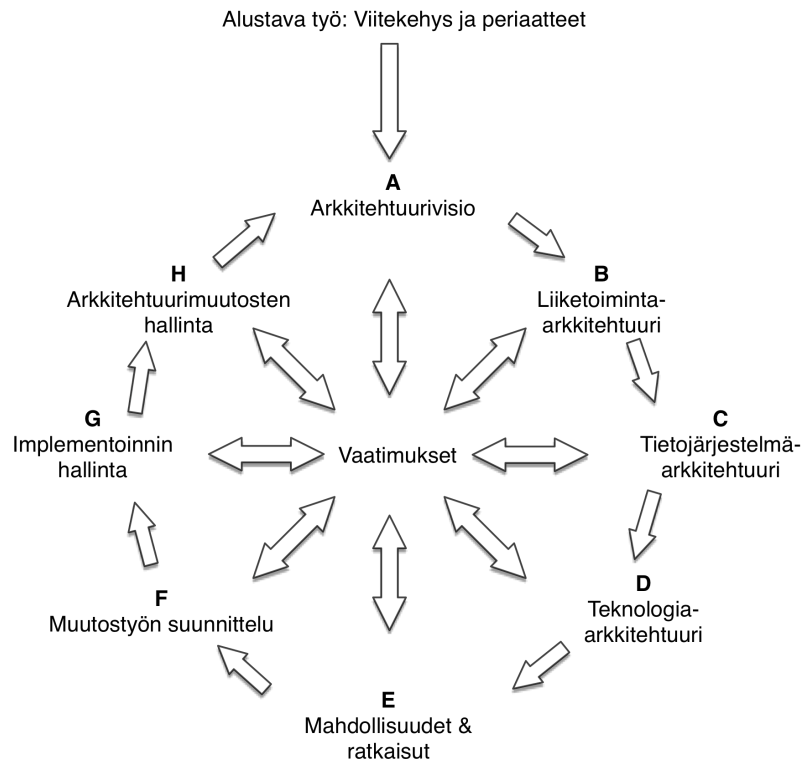 Alustava työ: Viitekehys ja periaatteet
A
Arkkitehtuurivisio
B
Liiketoiminta-
arkkitehtuuri
C
Tietojärjestelmä-
arkkitehtuuri
D
Teknologia-
arkkitehtuuri
E
Mahdollisuudet &
ratkaisut
F
Muutostyön suunnittelu
G
Implementoinnin
hallinta
H
Arkkitehtuurimuutosten
hallinta
Vaatimukset